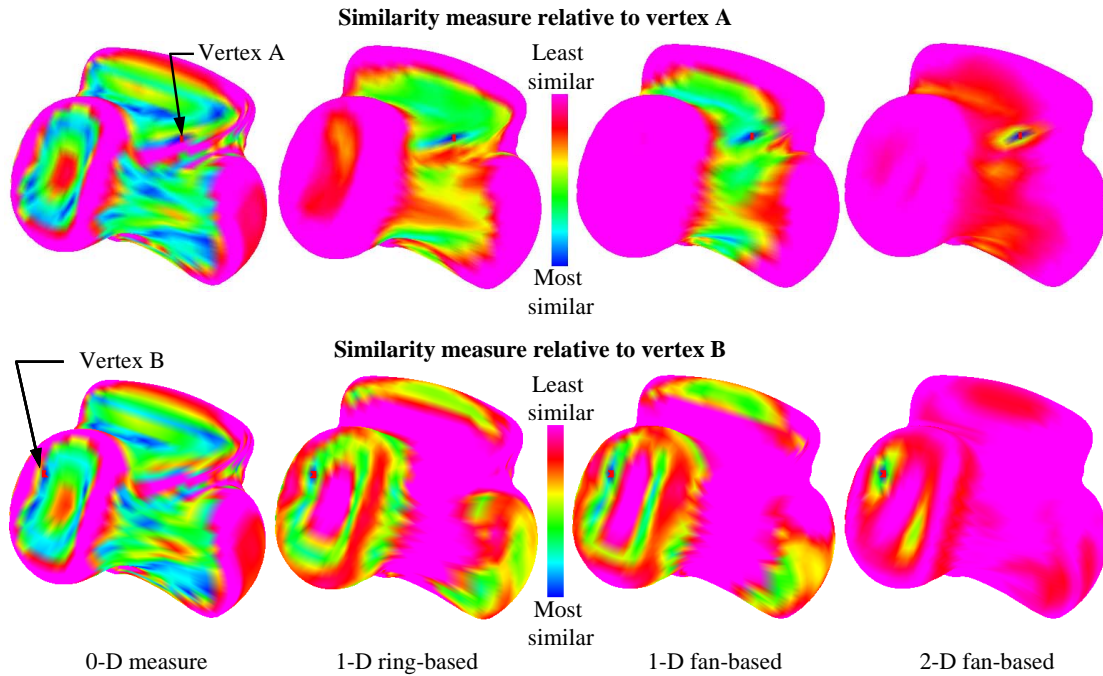 Similarity measure relative to vertex A
Vertex A
Least
similar
Most
similar
Similarity measure relative to vertex B
Vertex B
Least
similar
Most
similar
0-D measure
1-D ring-based
1-D fan-based
2-D fan-based